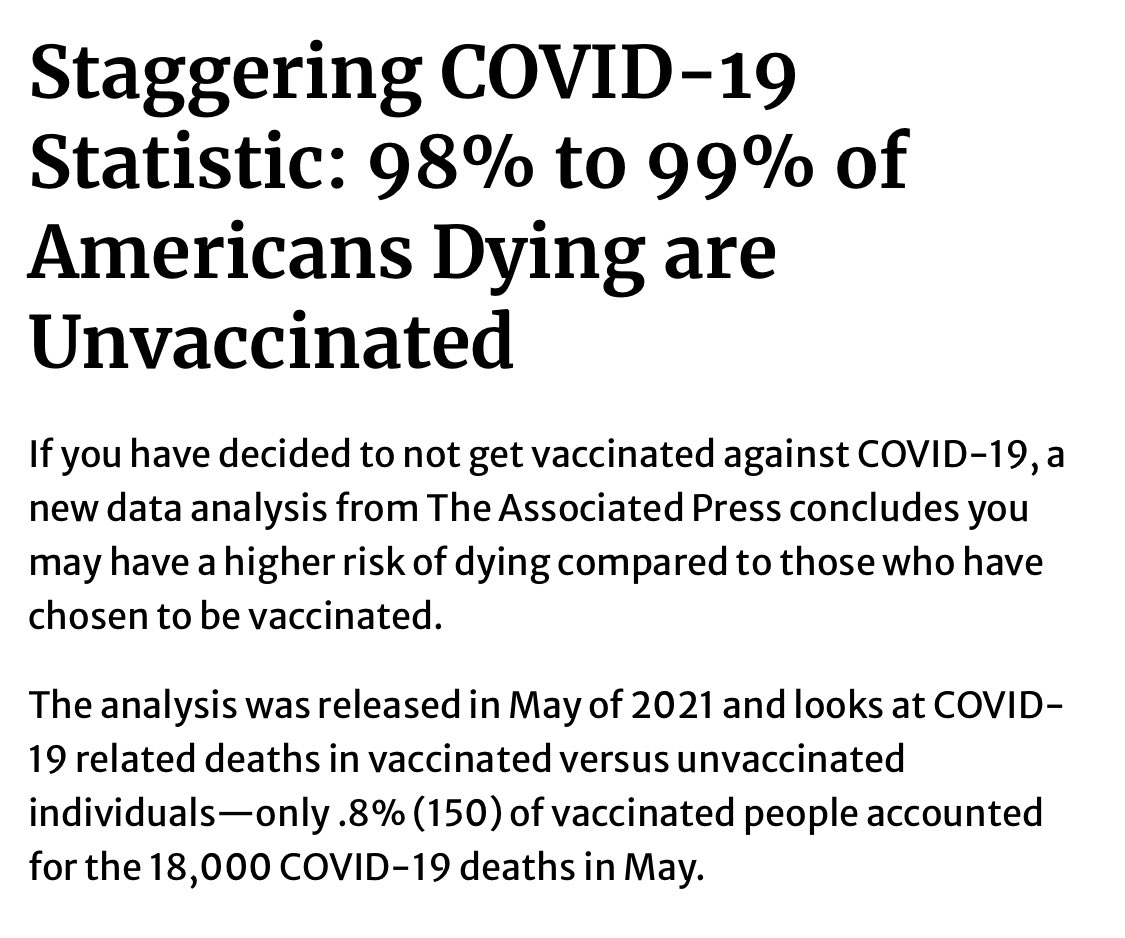 Staggering COVID-19
Statistic: 98% to 99% of
Americans Dying are
Unvaccinated
If you have decided to not get vaccinated against COVID-19, a
new data analysis from The Associated Press concludes you
may have a higher risk of dying compared to those who have
chosen to be vaccinated.
The analysis was released in May of 2021 and looks at COVID-
19 related deaths in vaccinated versus unvaccinated
individuals—only .8% (150) of vaccinated people accounted
for the 18,000 COVID-19 deaths in May.